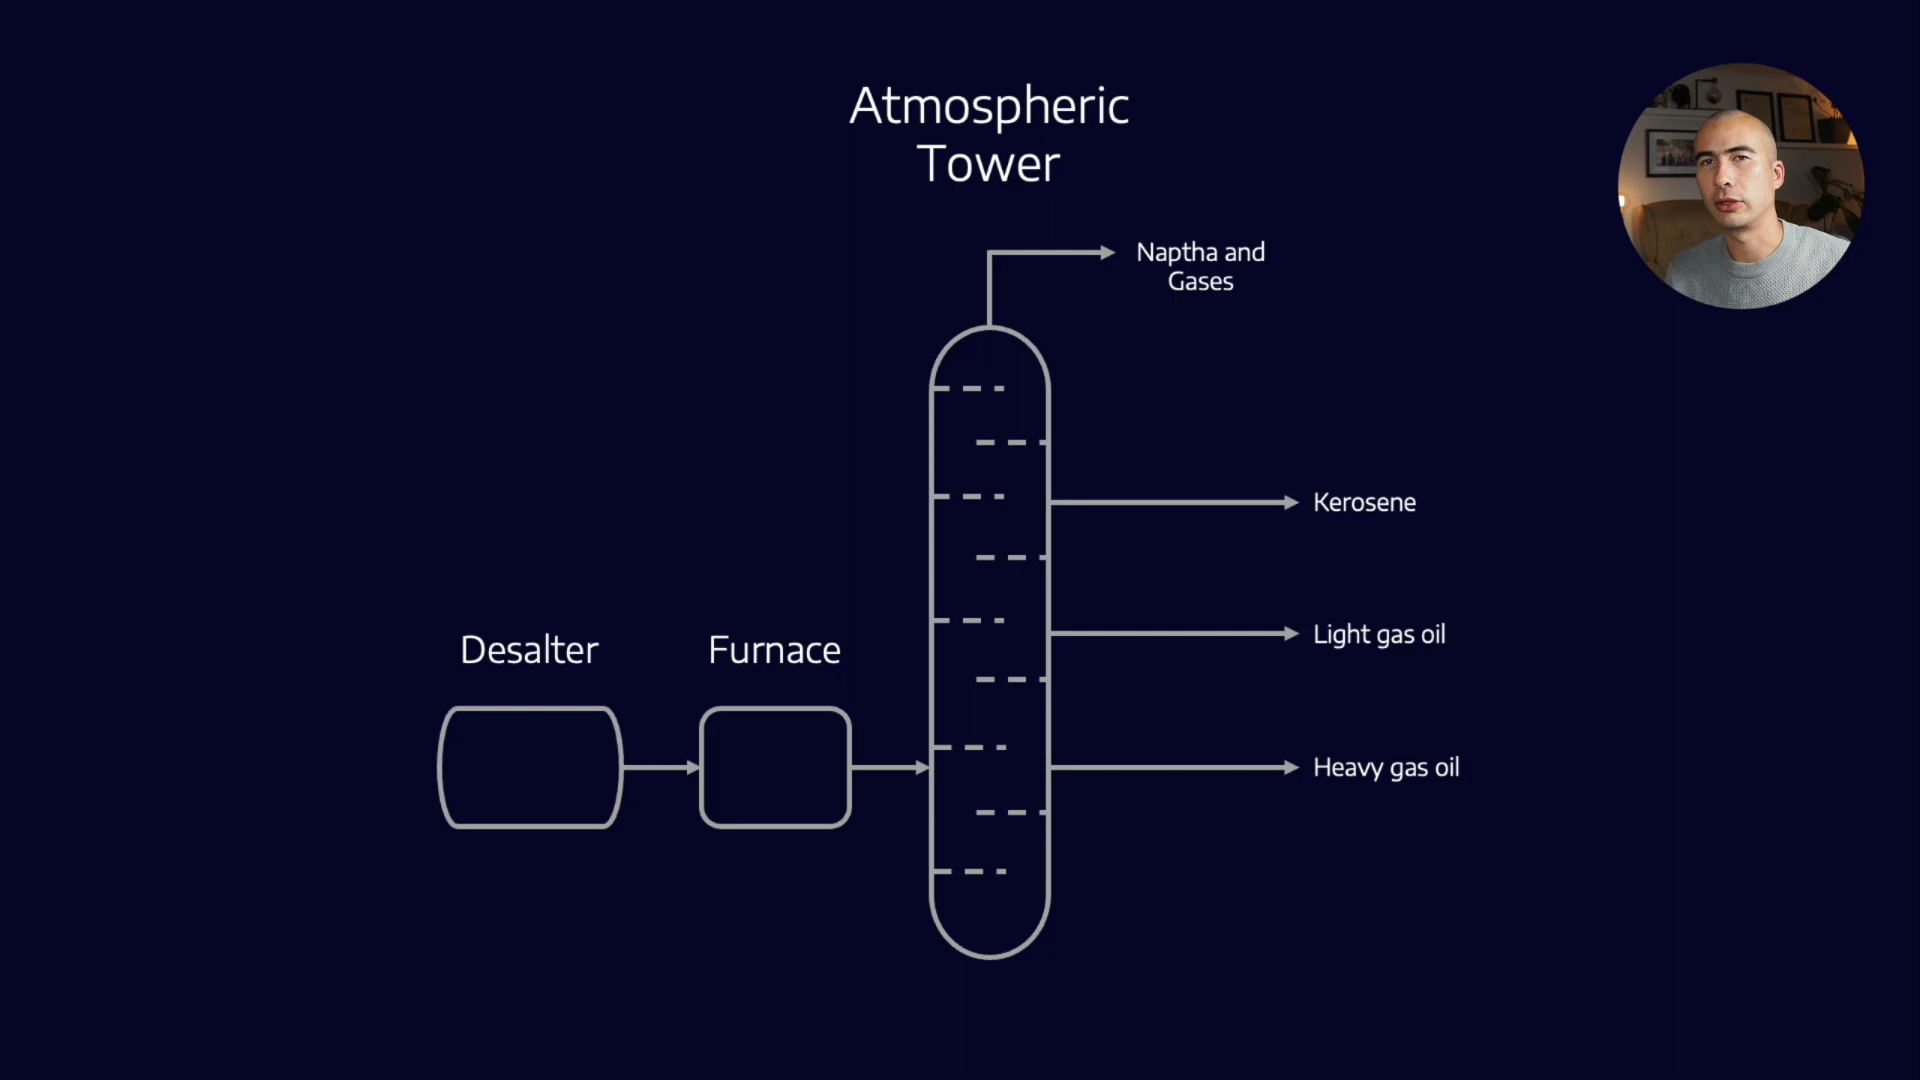 Atmospheric
Tower
Naptha and
Gases
Kerosene
Light gas oil
Heavy gas oil
Desalter
Furnace